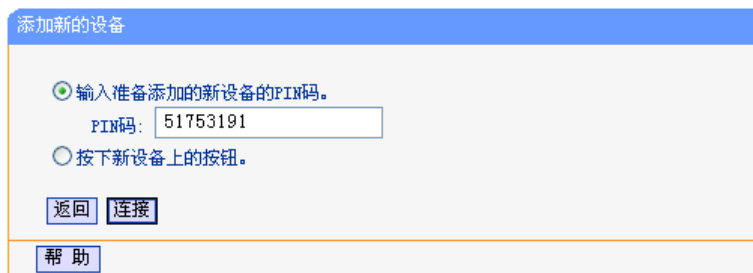 添加新的设备
输入准备添加的新设备的PIN码。
PIN码: 51753191
按下新设备上的按钮。
返回 连接
帮 助